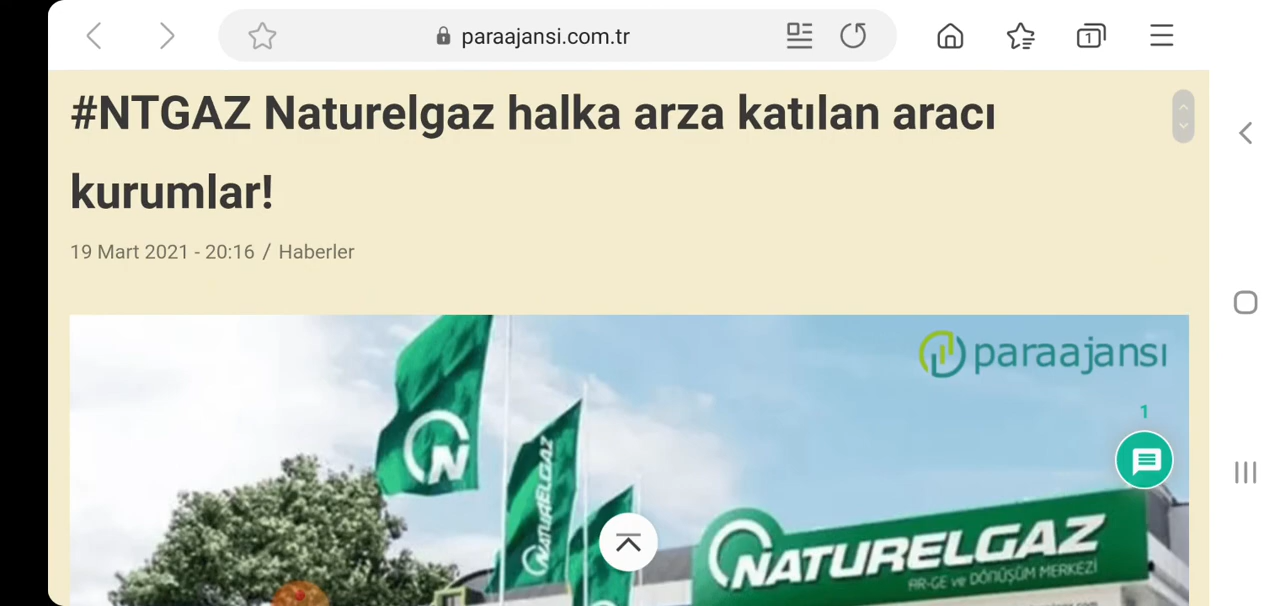 paraajansi.com.tr
1
#NTGAZ Naturelgaz halka arza katılan aracı
kurumlar!
19 Mart 2021 - 20:16 / Haberler
paraajansı
1
N
NATURELGAZ
NATURELGAZ
AR-GE ve DÖNÜŞÜM MERKEZİ